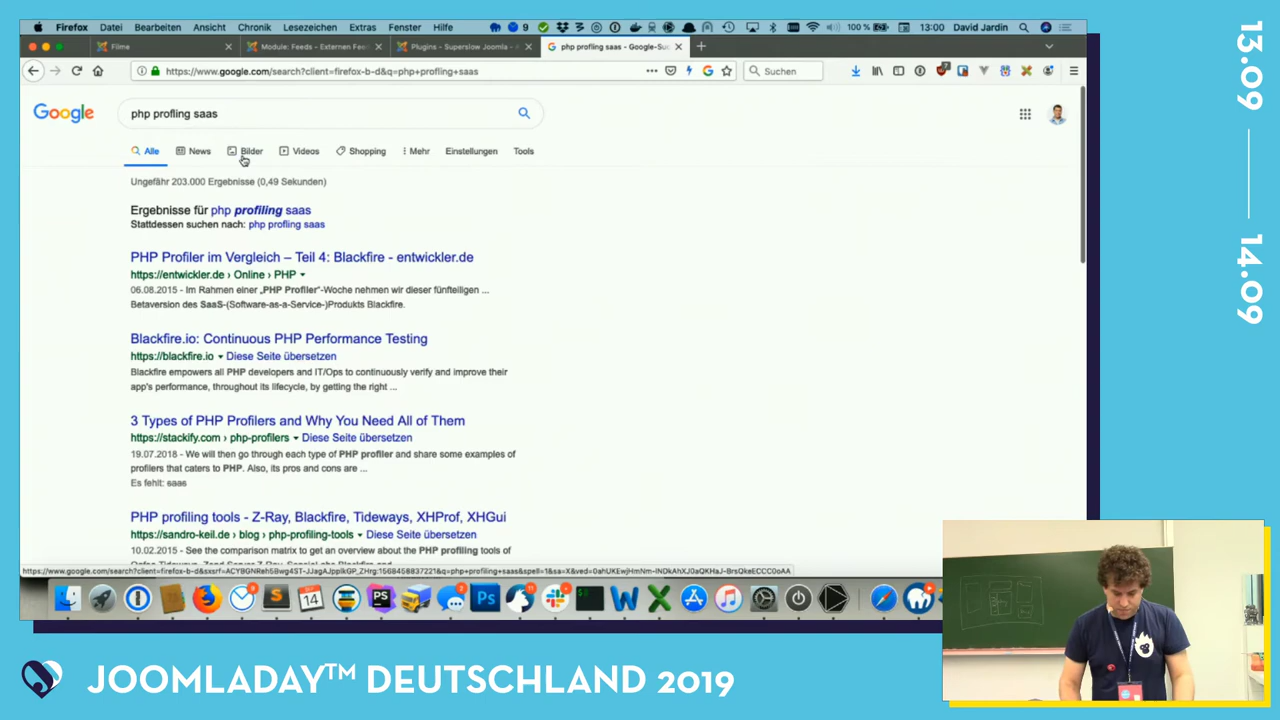 Firefox Datei Bearbeiten Ansicht Chronik Lesezeichen Extras Fenster Hilfe 9 100 % 13:00 David Jardin
Filme
Module: Feeds - Externen Fee
Plugins - Superslow Joomla -
php profling saas - Google-Su
https://www.google.com/search?client=firefox-b-d&q=php+profling+saas
Suchen
Google
php profling saas
Alle News Bilder Videos Shopping Mehr Einstellungen Tools
Ungefähr 203.000 Ergebnisse (0,49 Sekunden)
Ergebnisse für php profiling saas
Stattdessen suchen nach: php profling saas
PHP Profiler im Vergleich – Teil 4: Blackfire - entwickler.de
https://entwickler.de › Online › PHP
06.08.2015 - Im Rahmen einer „PHP Profiler"-Woche nehmen wir dieser fünfteiligen ...
Betaversion des SaaS-(Software-as-a-Service-)Produkts Blackfire.
Blackfire.io: Continuous PHP Performance Testing
https://blackfire.io Diese Seite übersetzen
Blackfire empowers all PHP developers and IT/Ops to continuously verify and improve their
app's performance, throughout its lifecycle, by getting the right ...
3 Types of PHP Profilers and Why You Need All of Them
https://stackify.com › php-profilers Diese Seite übersetzen
19.07.2018 - We will then go through each type of PHP profiler and share some examples of
profilers that caters to PHP. Also, its pros and cons are ...
Es fehlt: saas
PHP profiling tools - Z-Ray, Blackfire, Tideways, XHProf, XHGui
https://sandro-keil.de › blog › php-profiling-tools Diese Seite übersetzen
10.02.2015 - See the comparison matrix to get an overview about the PHP profiling tools of
13.09
14.09
JOOMLADAY™ DEUTSCHLAND 2019